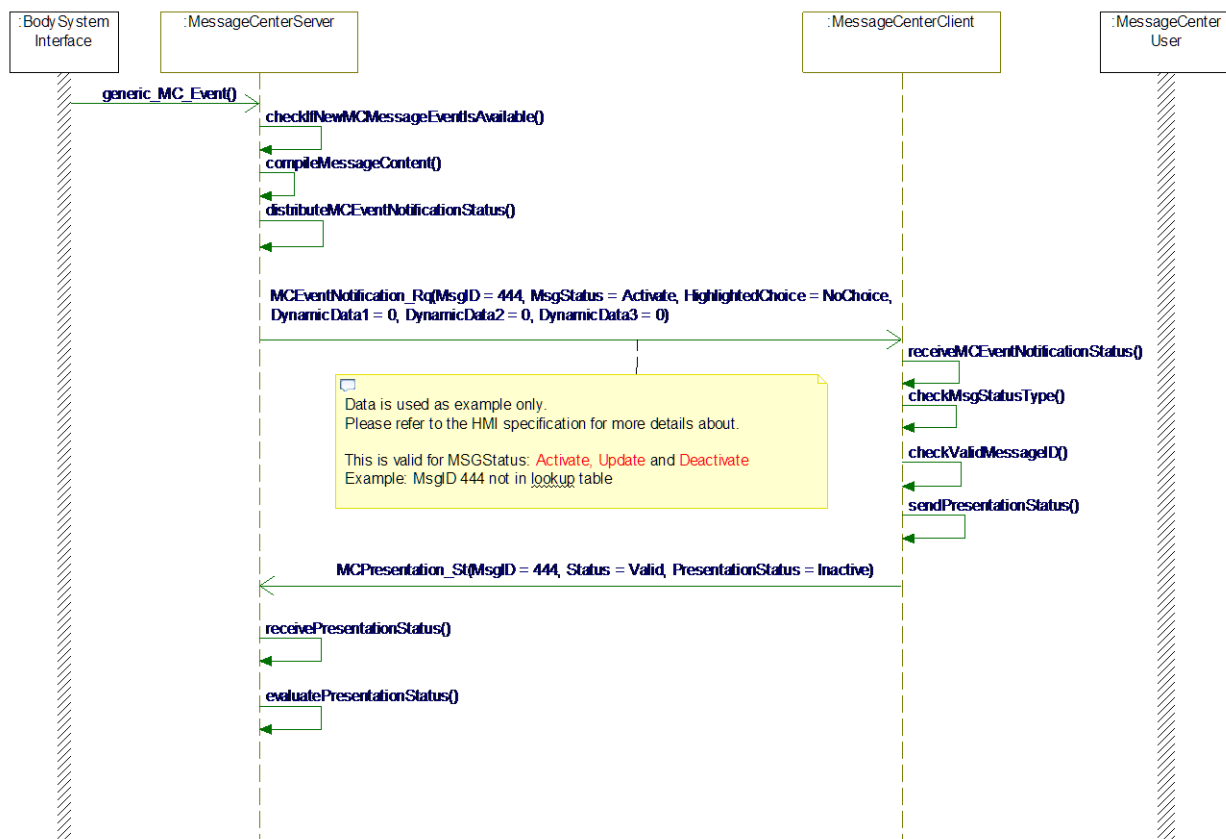 :BodySystem
Interface
:MessageCenterServer
:MessageCenterClient
:MessageCenter
User
generic_MC_Event()
checkIfNewMCMessageEventIsAvailable()
compileMessageContent()
distributeMCEventNotificationStatus()
MCEventNotification_Rq(MsgID = 444, MsgStatus = Activate, HighlightedChoice = NoChoice,
DynamicData1 = 0, DynamicData2 = 0, DynamicData3 = 0)
receiveMCEventNotificationStatus()
Data is used as example only.
checkMsgStatusType()
Please refer to the HMI specification for more details about.
checkValidMessageID()
This is valid for MSGStatus: Activate, Update and Deactivate
Example: MsgID 444 not in lookup table
sendPresentationStatus()
MCPresentation_St(MsgID = 444, Status = Valid, PresentationStatus = Inactive)
receivePresentationStatus()
evaluatePresentationStatus()